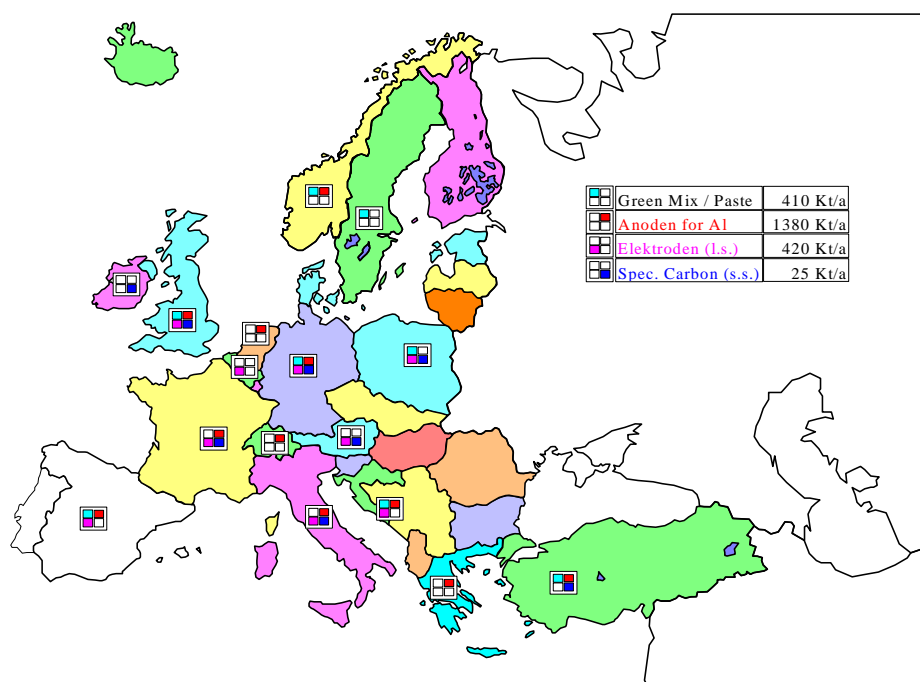 Green Mix / Paste 410 Kt/a
Anoden for Al 1380 Kt/a
Elektroden (l.s.) 420 Kt/a
Spec. Carbon (s.s.) 25 Kt/a